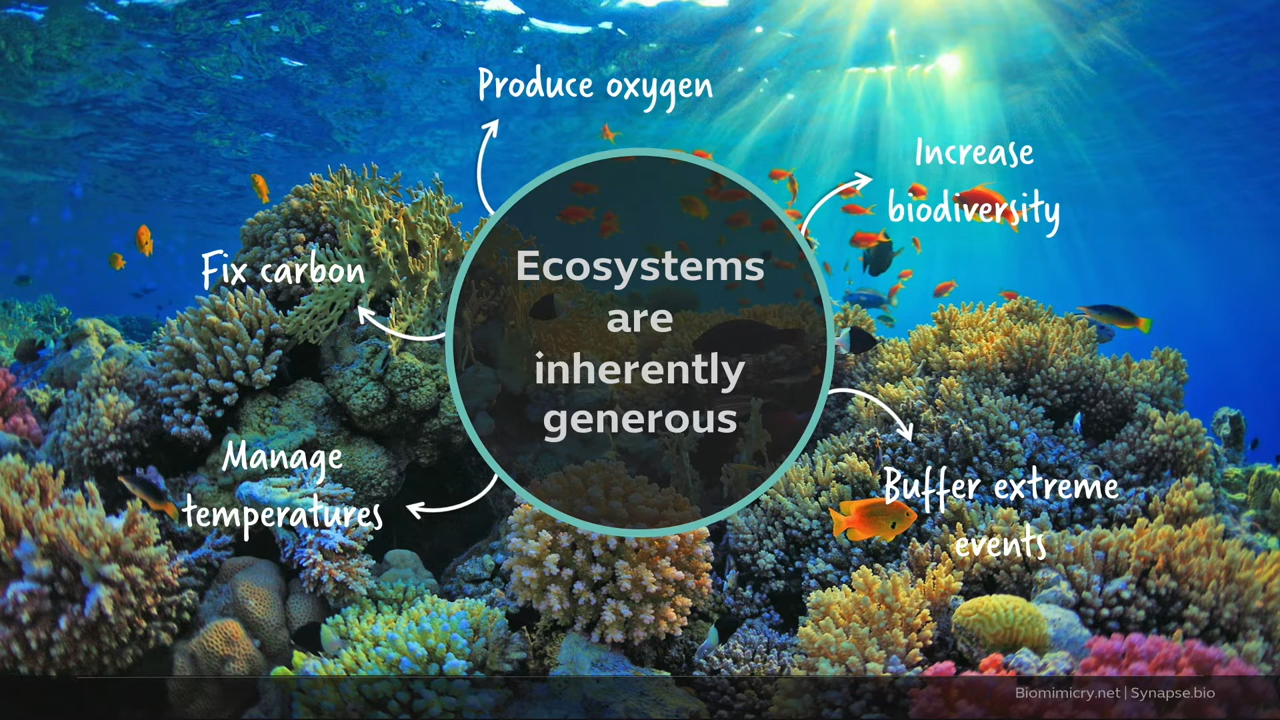 Produce oxygen
Increase
biodiversity
Fix carbon
Ecosystems
are
inherently
generous
Manage
temperatures
Buffer extreme
events
Biomimicry.net | Synapse.bio